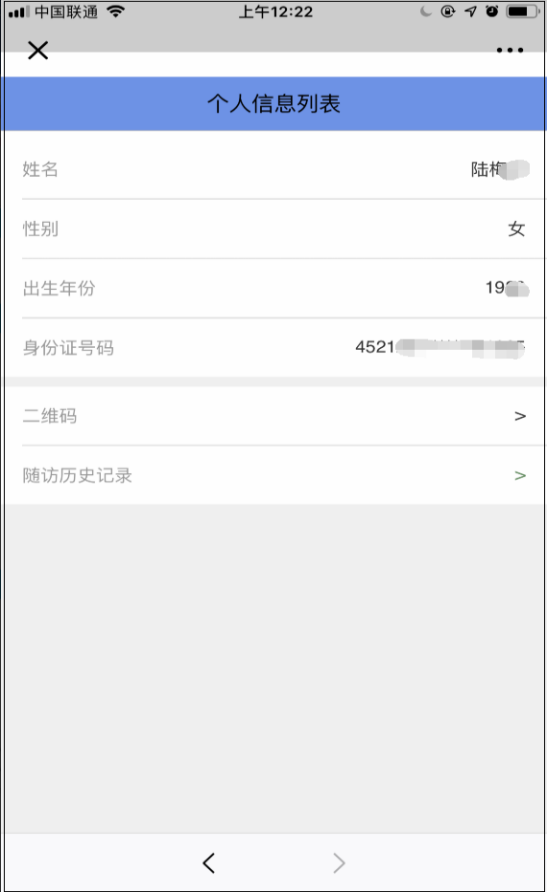 中国联通
上午12:22
个人信息列表
姓名 陆梅
性别 女
出生年份 19
身份证号码 4521
二维码 >
随访历史记录 >